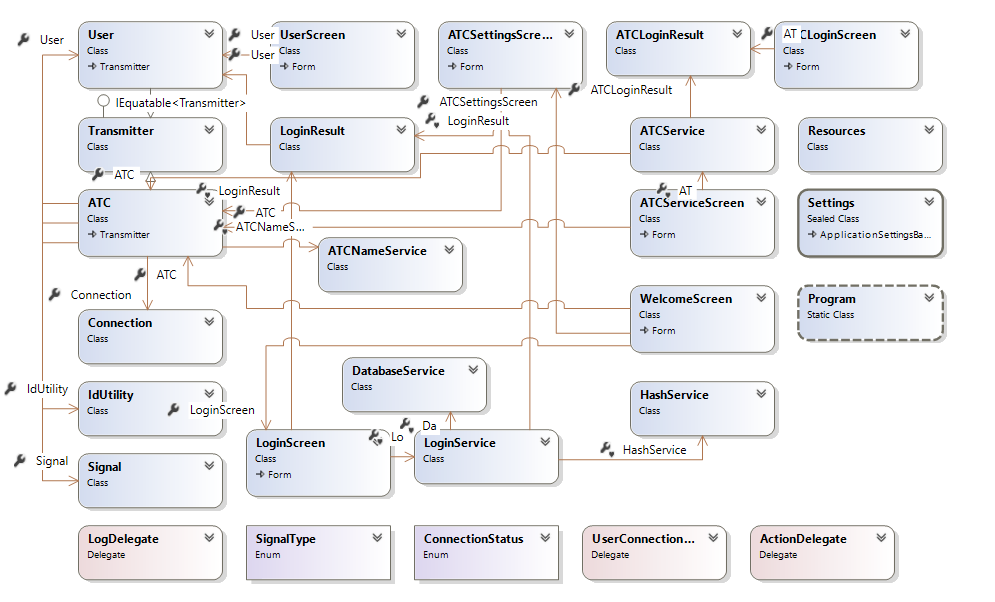 User
User
Class
Transmitter
User
User
UserScreen
Class
Form
ATCSettingsScre...
Class
Form
ATCLoginResult
Class
AT
CLoginScreen
Class
Form
IEquatable<Transmitter>
ATCSettingsScreen
LoginResult
ATCLoginResult
Transmitter
Class
LoginResult
Class
ATCService
Class
Resources
Class
ATC
LoginResult
AT
ATC
Class
Transmitter
ATC
ATCNameS...
ATCServiceScreen
Class
Form
Settings
Sealed Class
ApplicationSettingsBa...
ATCNameService
Class
ATC
Connection
Connection
Class
WelcomeScreen
Class
Form
Program
Static Class
DatabaseService
Class
IdUtility
IdUtility
Class
LoginScreen
HashService
Class
Lo
Da
LoginScreen
Class
Form
LoginService
Class
HashService
Signal
Signal
Class
LogDelegate
Delegate
SignalType
Enum
ConnectionStatus
Enum
UserConnection...
Delegate
ActionDelegate
Delegate